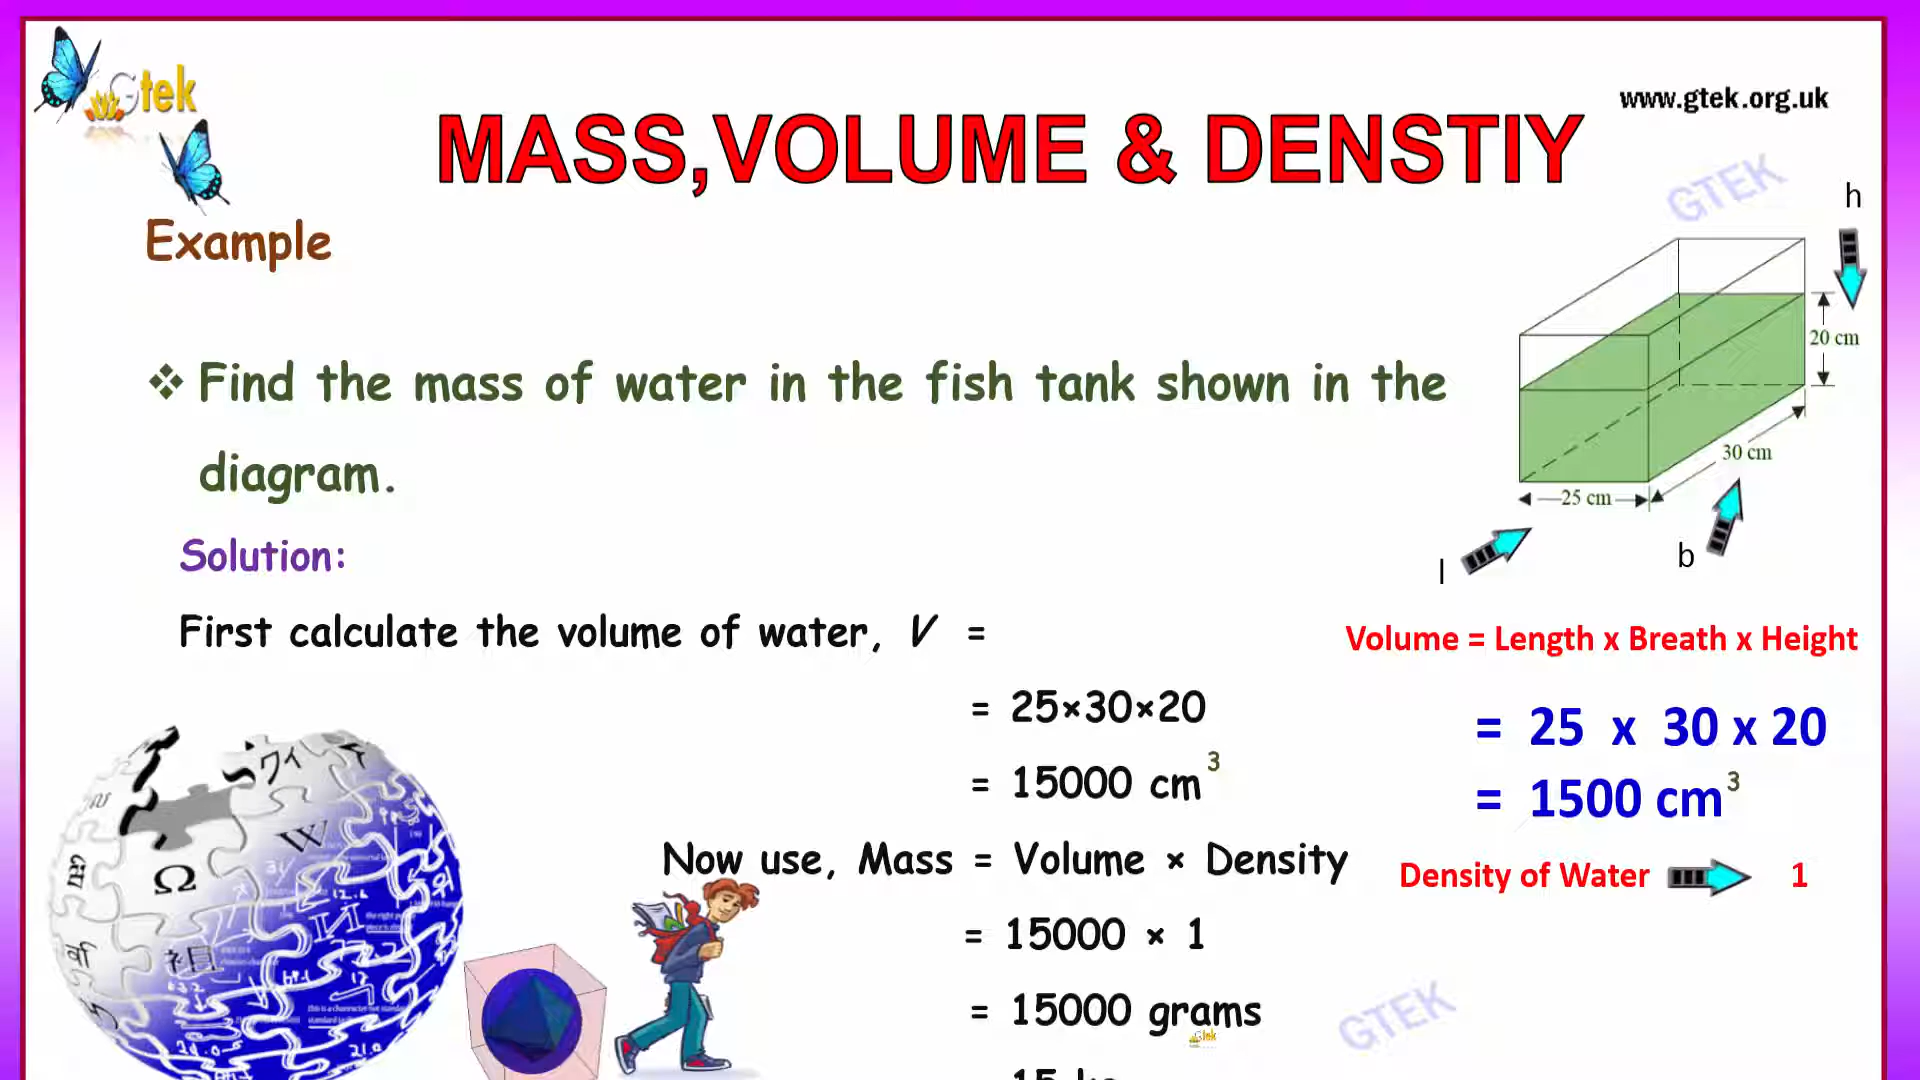 Gtek
www.gtek.org.uk
MASS,VOLUME & DENSTIY
GTEK
h
Example
20 cm
Find the mass of water in the fish tank shown in the
diagram.
30 cm
25 cm
l
b
Solution:
First calculate the volume of water, V =
Volume = Length x Breath x Height
= 25×30×20
= 25 x 30 x 20
= 15000 cm³
= 1500 cm³
Now use, Mass = Volume × Density
Density of Water 1
= 15000 × 1
= 15000 grams
GTEK
Ω
W
祖